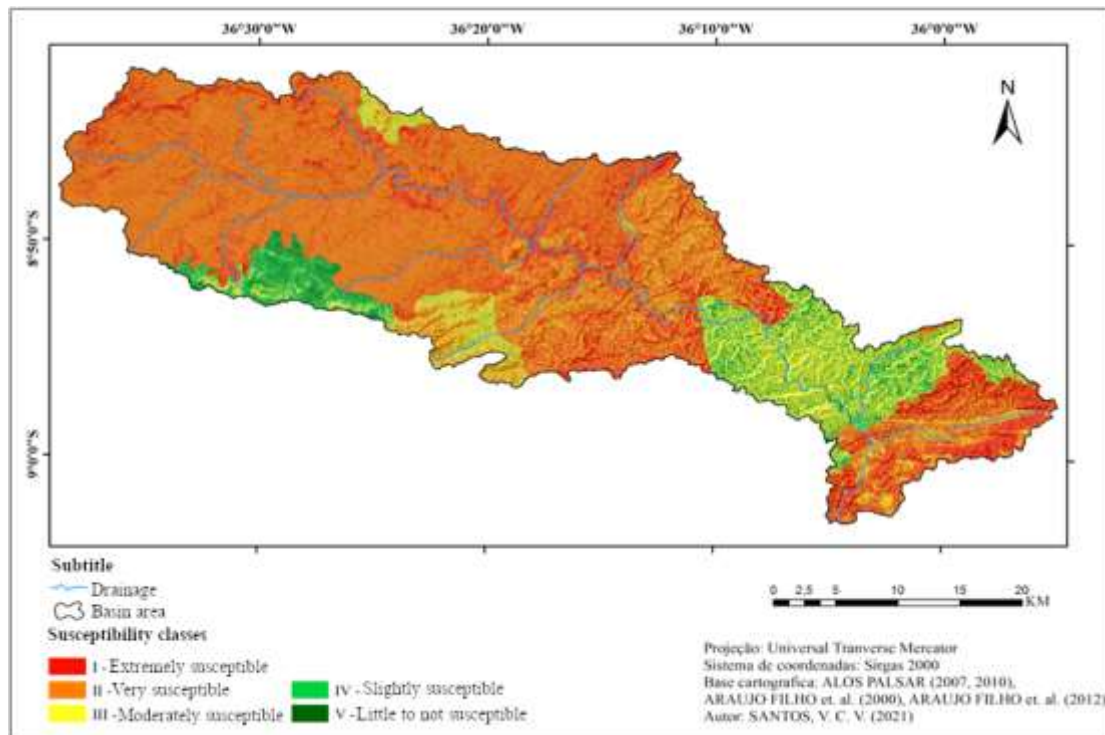 36°30'0"W 36°20'0"W 36°10'0"W 36°0'0"W
N
8°50'0"S
9°0'0"S
Subtitle
Drainage
Basin area
Susceptibility classes
I - Extremely susceptible
II - Very susceptible
III - Moderately susceptible
IV - Slightly susceptible
V - Little to not susceptible
0 2,5 5 10 15 20
KM
Projeção: Universal Tranverse Mercator
Sistema de coordenadas: Sirgas 2000
Base cartografica: ALOS PALSAR (2007, 2010),
ARAUJO FILHO et. al. (2000), ARAUJO FILHO et. al. (2012)
Autor: SANTOS, V. C. V. (2021)